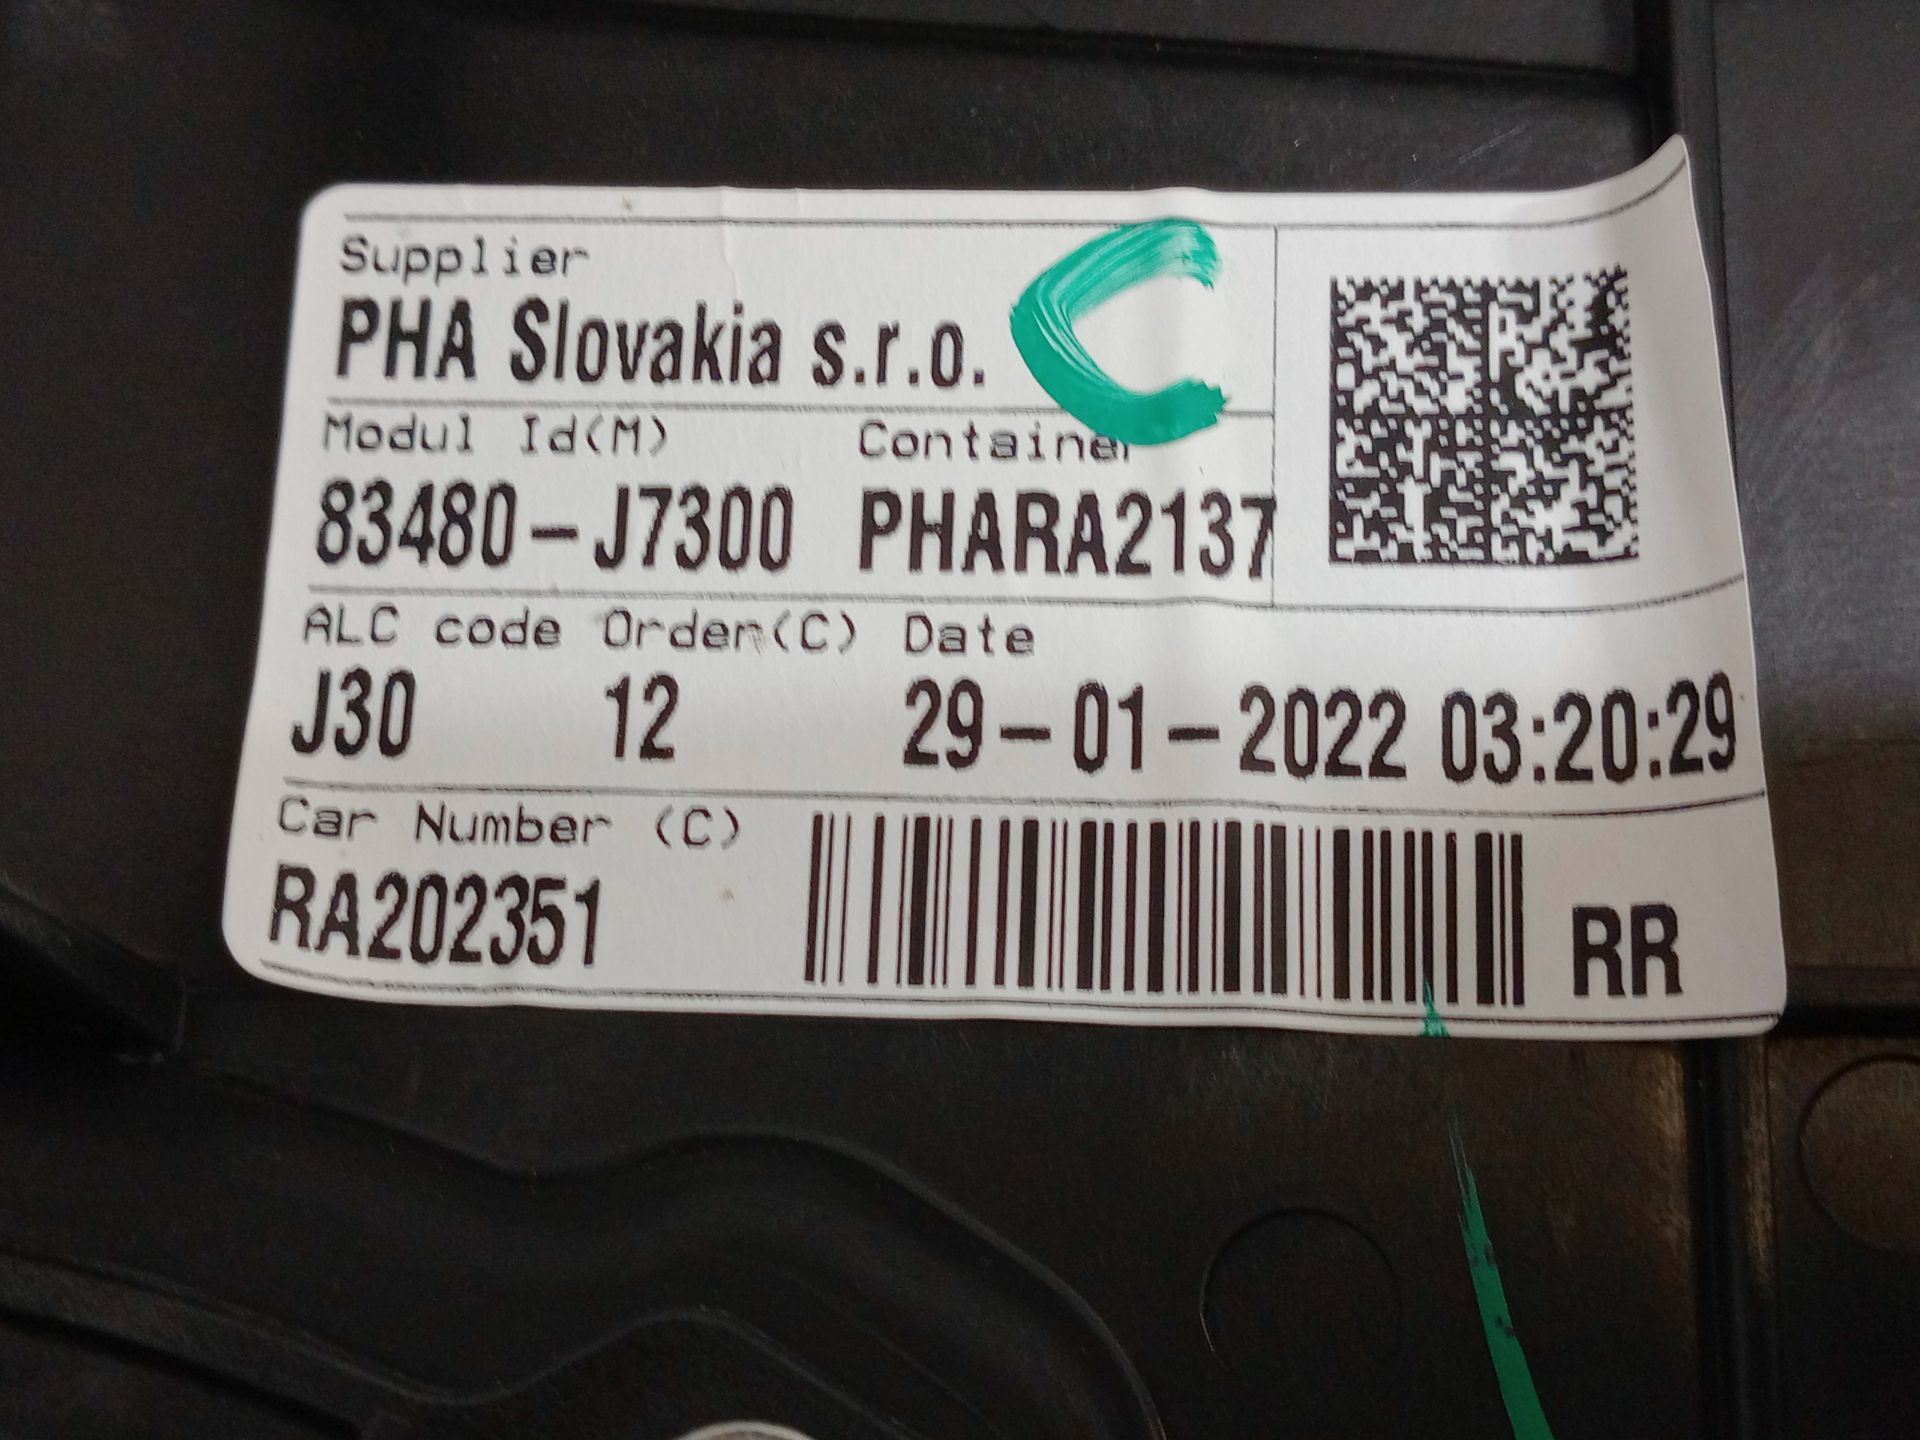 Supplier
PHA Slovakia s.r.o.
C
Modul Id(M) Container
83480-J7300 PHARA2137
ALC code Order(C) Date
J30 12 29-01-2022 03:20:29
Car Number (C)
RA202351 RR